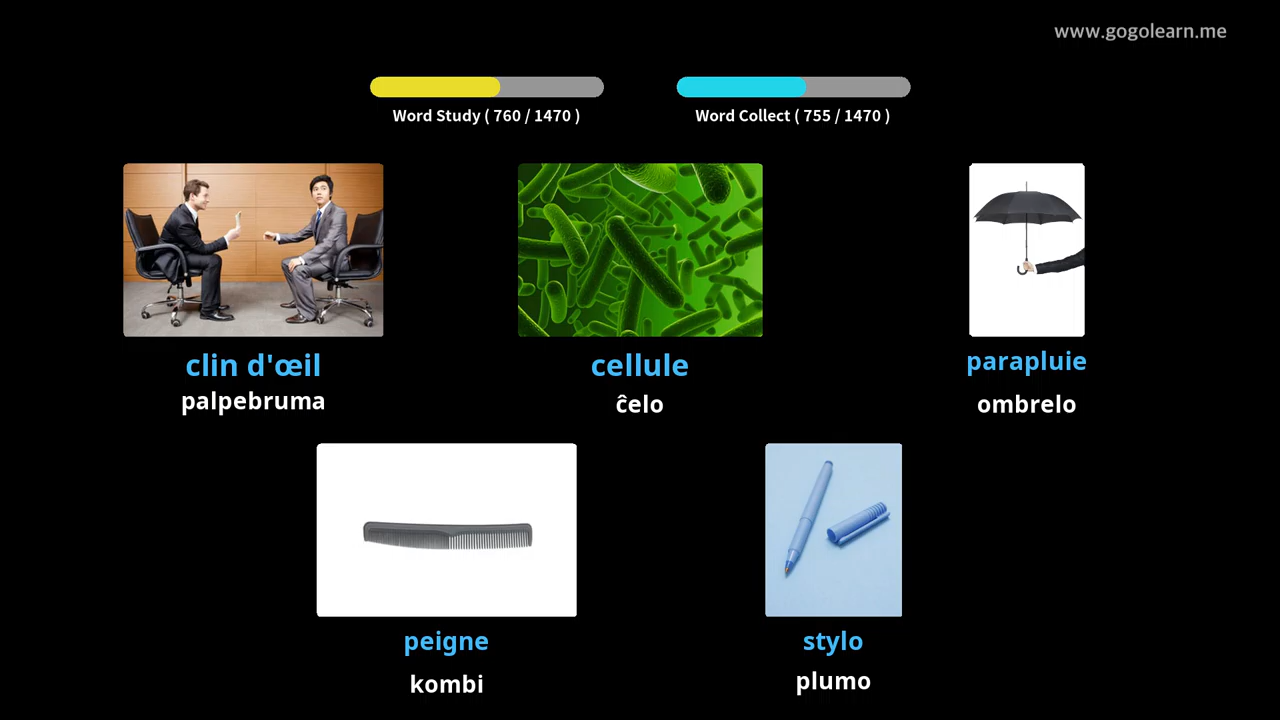 www.gogolearn.me
Word Study ( 760 / 1470 )
Word Collect ( 755 / 1470 )
clin d'œil
palpebruma
cellule
ĉelo
parapluie
ombrelo
peigne
kombi
stylo
plumo